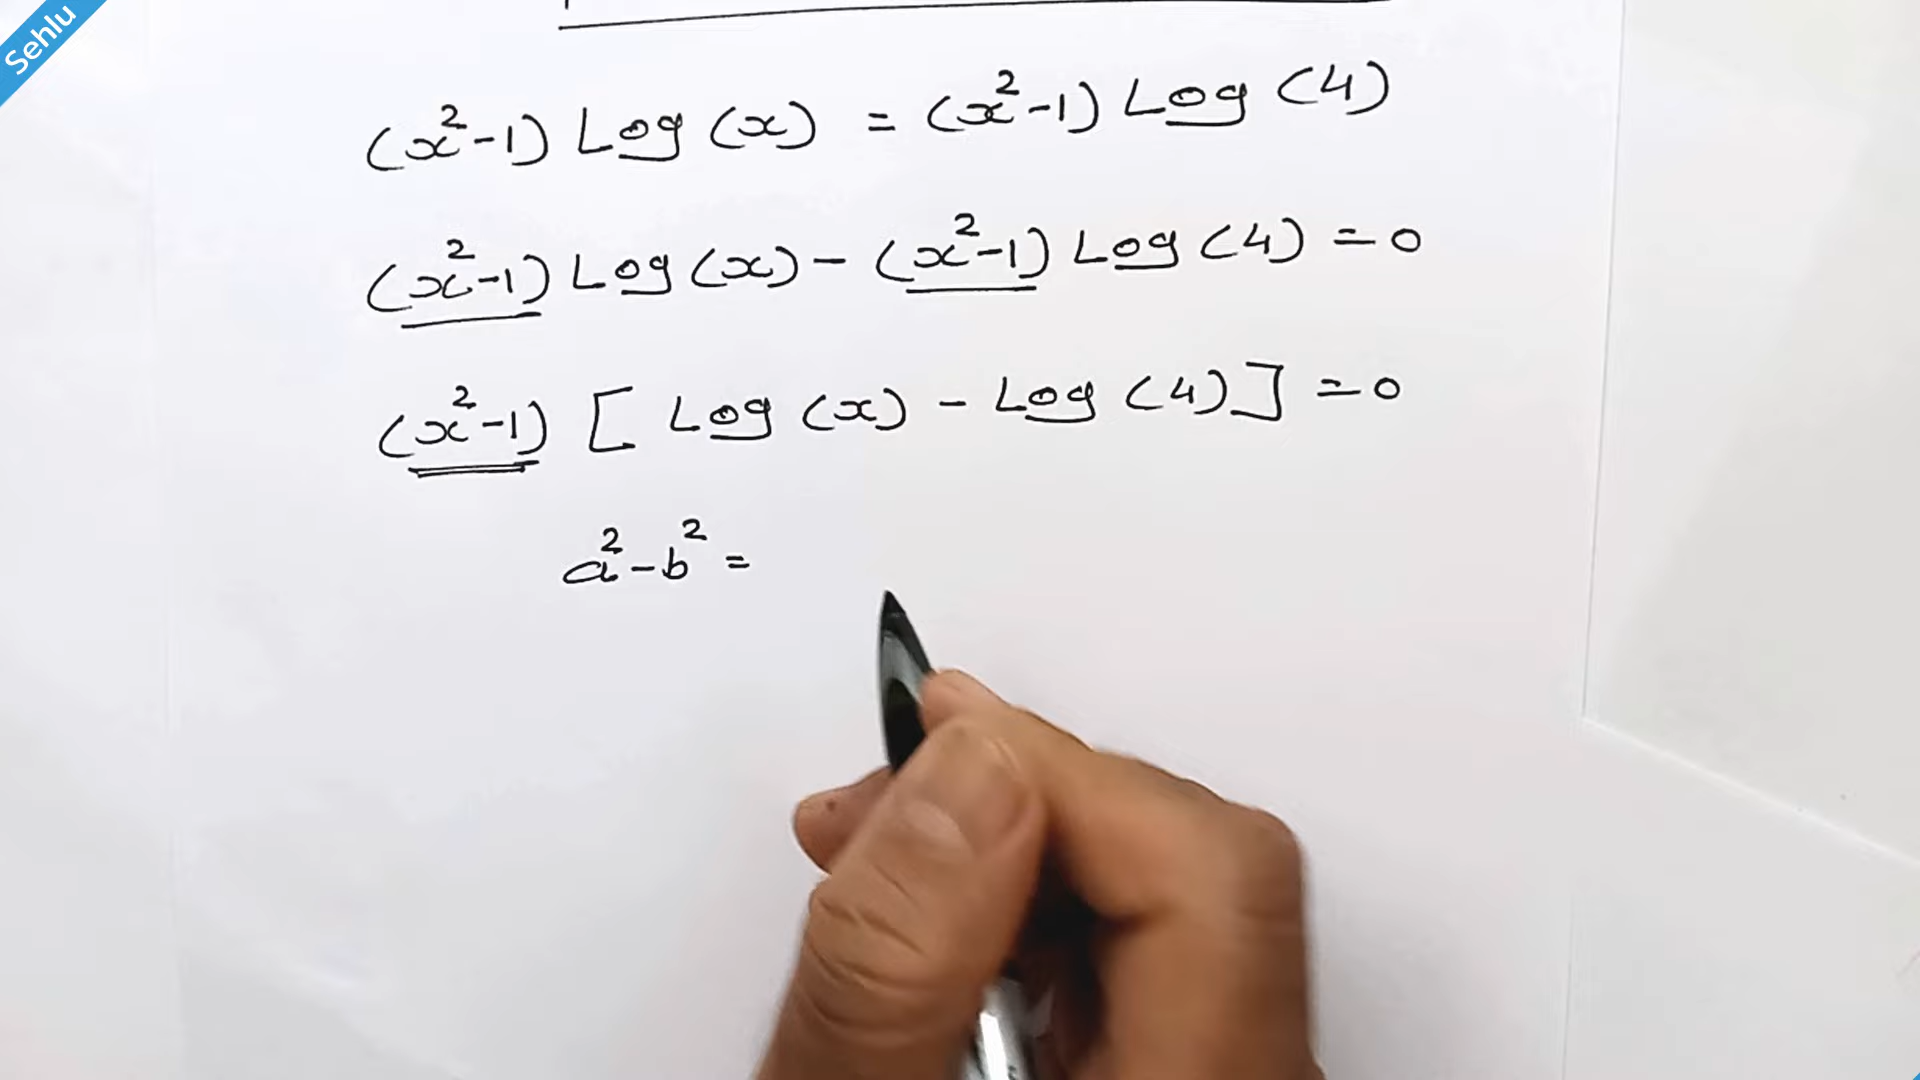 Sehlu
(x²-1) Log (x) = (x²-1) Log (4)
(x²-1) Log (x) - (x²-1) Log (4) = 0
(x²-1) [ Log (x) - Log (4) ] = 0
a² - b² =